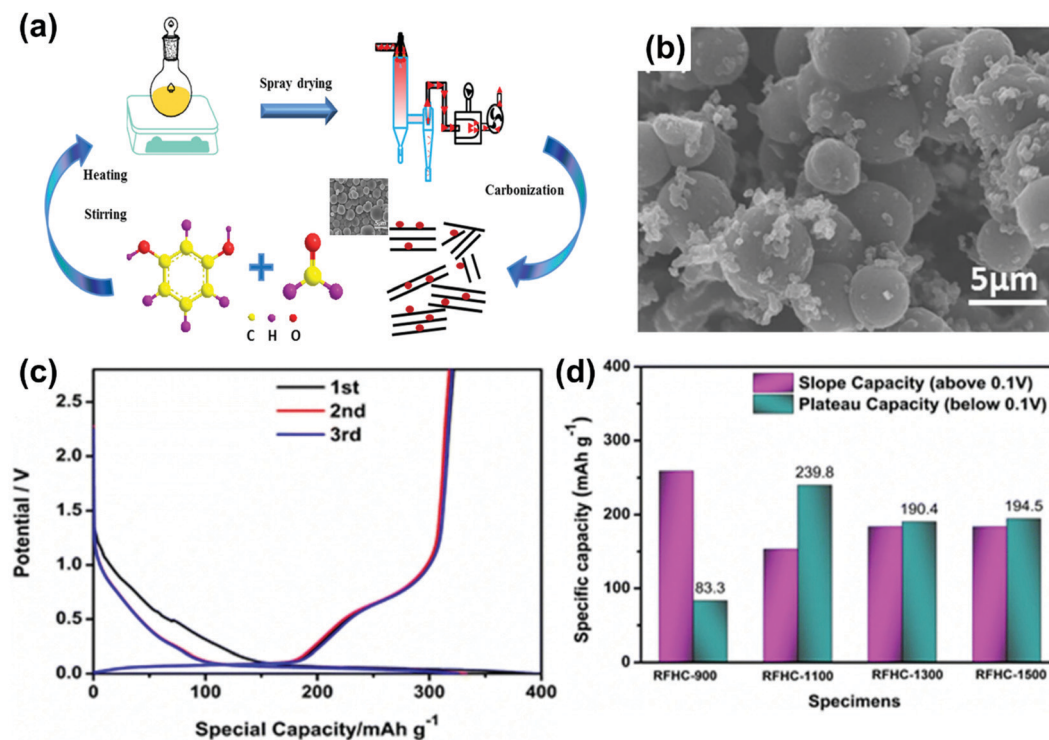 (a)
Spray drying
Heating
Stirring
Carbonization
C H O
(b)
5µm
(c)
1st
2nd
3rd
2.5
2.0
1.5
1.0
0.5
0.0
Potential / V
0 100 200 300 400
Special Capacity/mAh g-1
(d)
Slope Capacity (above 0.1V)
Plateau Capacity (below 0.1V)
400
300
200
100
0
Specific capacity (mAh g-1)
83.3
239.8
190.4
194.5
RFHC-900 RFHC-1100 RFHC-1300 RFHC-1500
Specimens